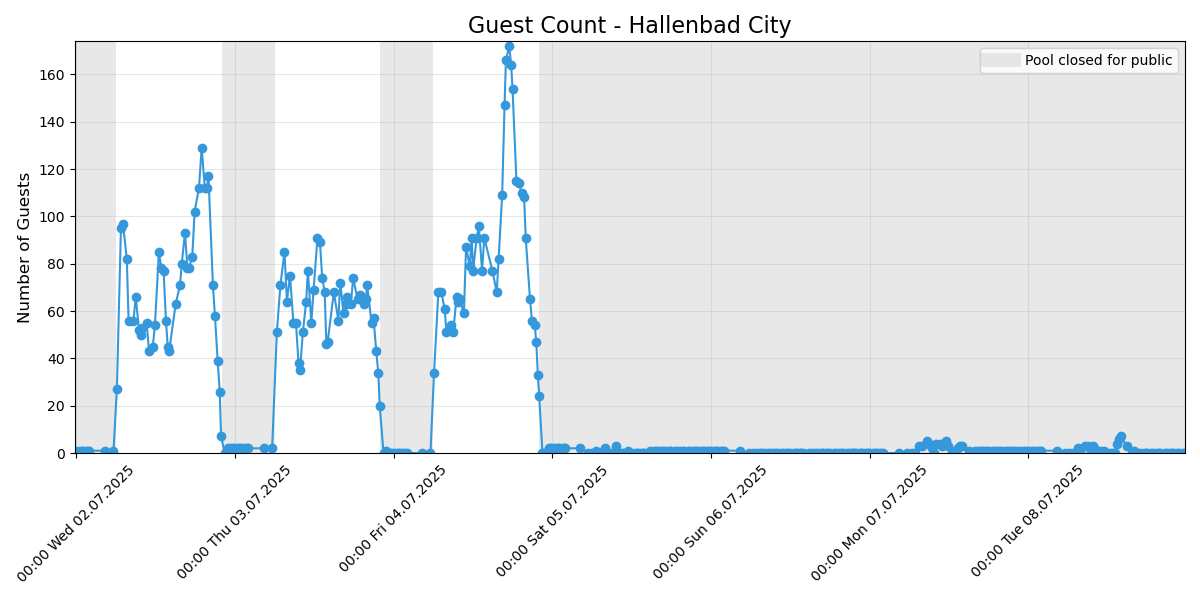 Guest Count - Hallenbad City
Pool closed for public
Number of Guests
160
140
120
100
80
60
40
20
0
00:00 Wed 02.07.2025
00:00 Thu 03.07.2025
00:00 Fri 04.07.2025
00:00 Sat 05.07.2025
00:00 Sun 06.07.2025
00:00 Mon 07.07.2025
00:00 Tue 08.07.2025